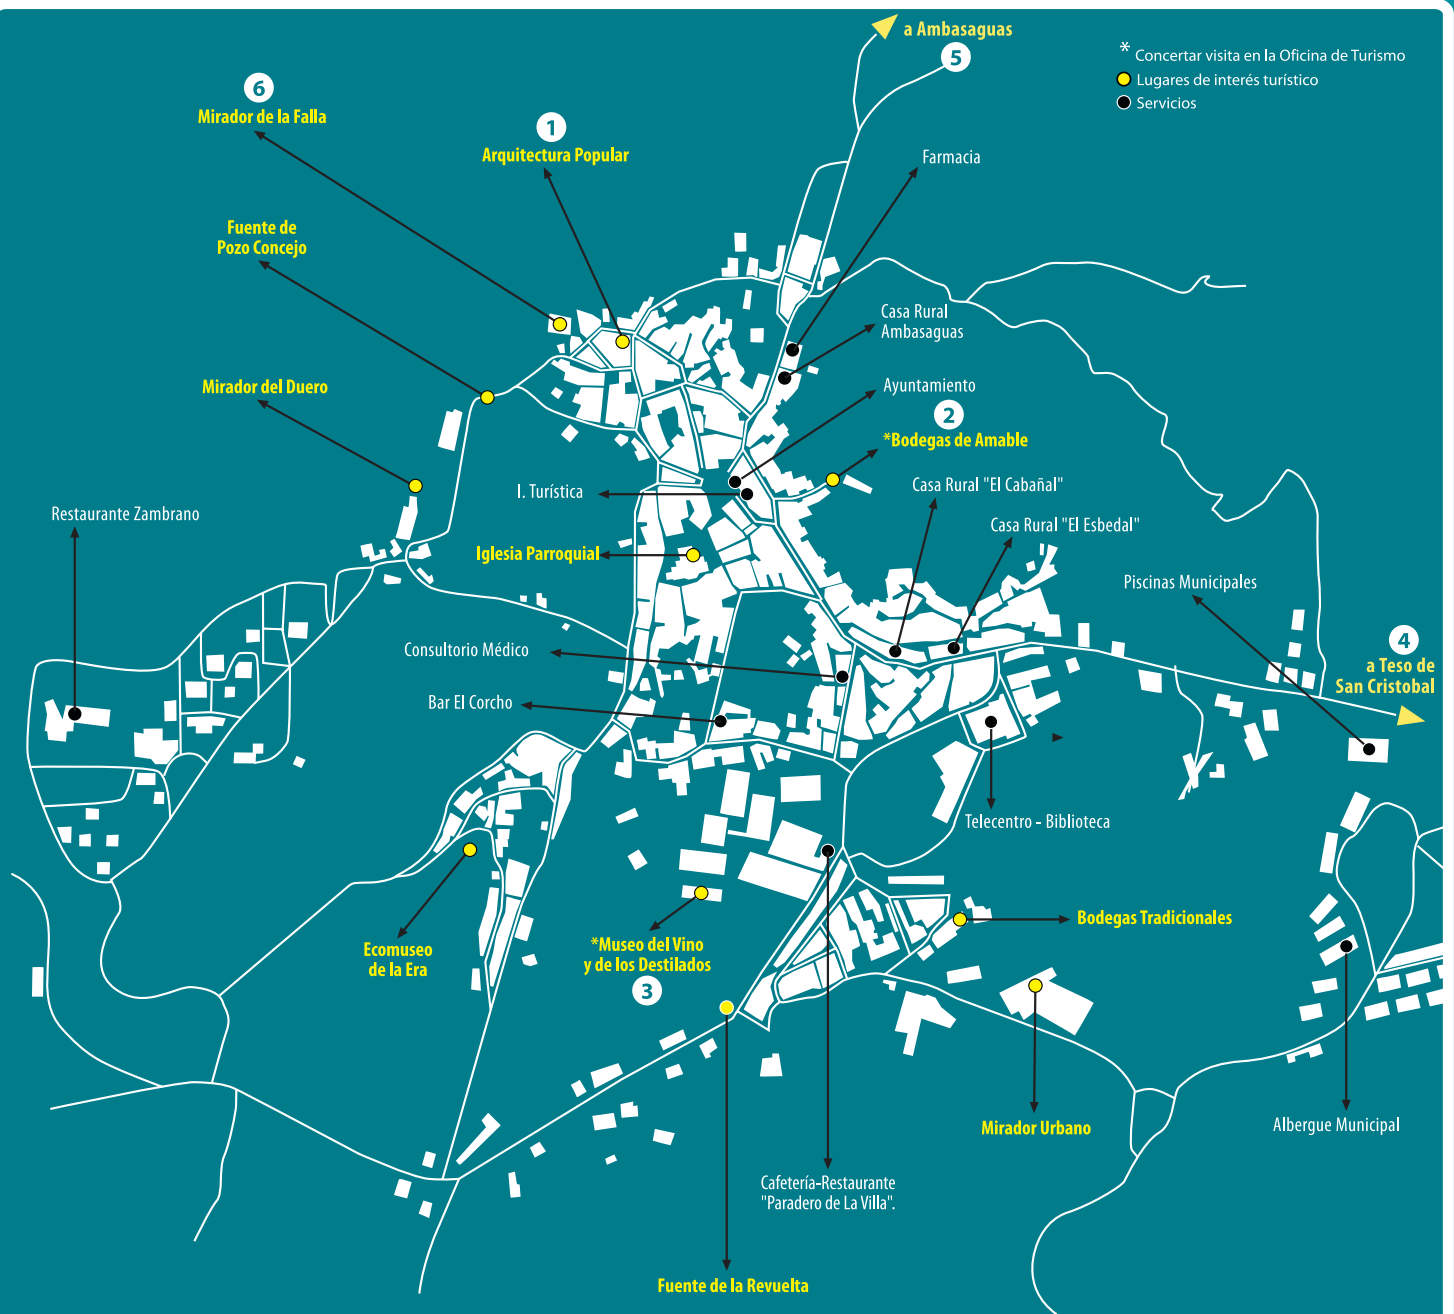 a Ambasaguas
5
* Concertar visita en la Oficina de Turismo
Lugares de interés turístico
Servicios
6
Mirador de la Falla
1
Arquitectura Popular
Farmacia
Fuente de
Pozo Concejo
Casa Rural
Ambasaguas
Mirador del Duero
Ayuntamiento
2
*Bodegas de Amable
I. Turística
Casa Rural "El Cabañal"
Restaurante Zambrano
Casa Rural "El Esbedal"
Iglesia Parroquial
Piscinas Municipales
Consultorio Médico
4
a Teso de
San Cristobal
Bar El Corcho
Telecentro - Biblioteca
Bodegas Tradicionales
Ecomuseo
de la Era
*Museo del Vino
y de los Destilados
3
Mirador Urbano
Albergue Municipal
Cafetería-Restaurante
"Paradero de La Villa".
Fuente de la Revuelta